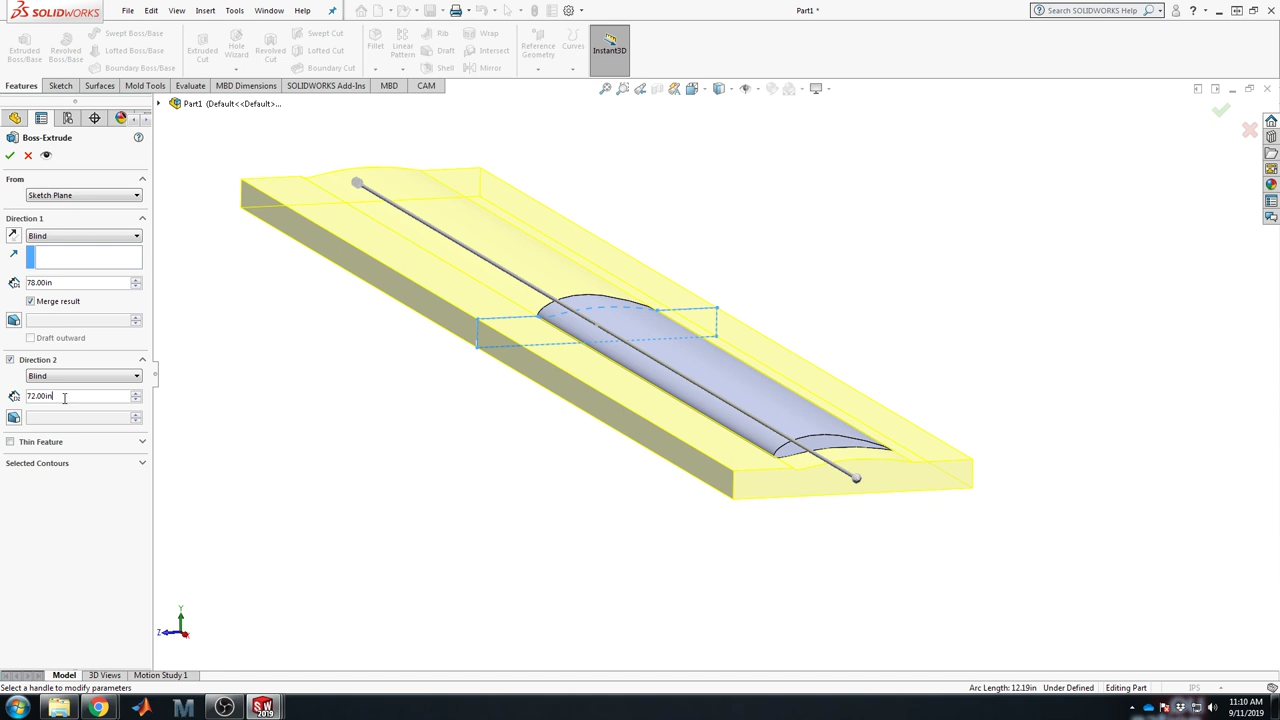 SOLIDWORKS
File Edit View Insert Tools Window Help
Part1 *
Search SOLIDWORKS Help
Extruded Boss/Base
Revolved Boss/Base
Swept Boss/Base
Lofted Boss/Base
Boundary Boss/Base
Extruded Cut
Hole Wizard
Revolved Cut
Swept Cut
Lofted Cut
Boundary Cut
Fillet
Linear Pattern
Rib
Draft
Shell
Wrap
Intersect
Mirror
Reference Geometry
Curves
Instant3D
Features Sketch Surfaces Mold Tools Evaluate MBD Dimensions SOLIDWORKS Add-Ins MBD CAM
Part1 (Default<<Default>...
Boss-Extrude
From
Sketch Plane
Direction 1
Blind
78.00in
Merge result
Draft outward
Direction 2
Blind
72.00in
Thin Feature
Selected Contours
Y
Z
Model 3D Views Motion Study 1
Select a handle to modify parameters
Arc Length: 12.19in Under Defined Editing Part IPS
SW
2019
11:10 AM
9/11/2019